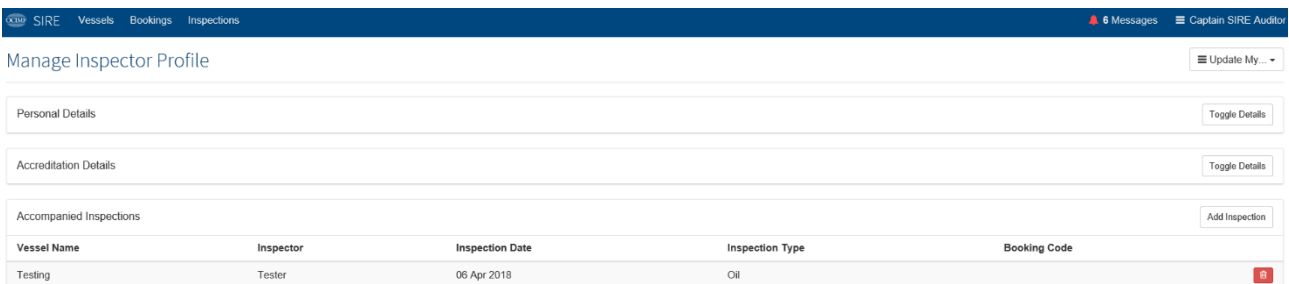 OCIMF SIRE Vessels Bookings Inspections 6 Messages Captain SIRE Auditor
Manage Inspector Profile Update My...
Personal Details Toggle Details
Accreditation Details Toggle Details
Accompanied Inspections Add Inspection
Vessel Name Inspector Inspection Date Inspection Type Booking Code
Testing Tester 06 Apr 2018 Oil